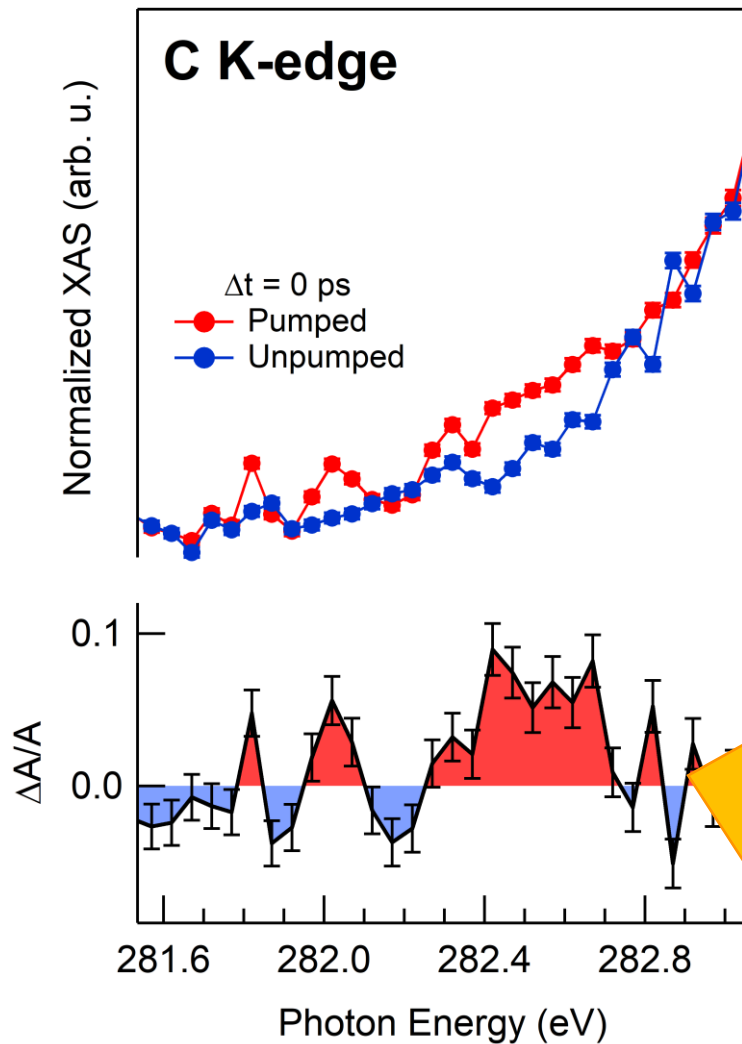 C K-edge
Normalized XAS (arb. u.)
Δt = 0 ps
Pumped
Unpumped
0.1
0.0
ΔA/A
281.6 282.0 282.4 282.8
Photon Energy (eV)